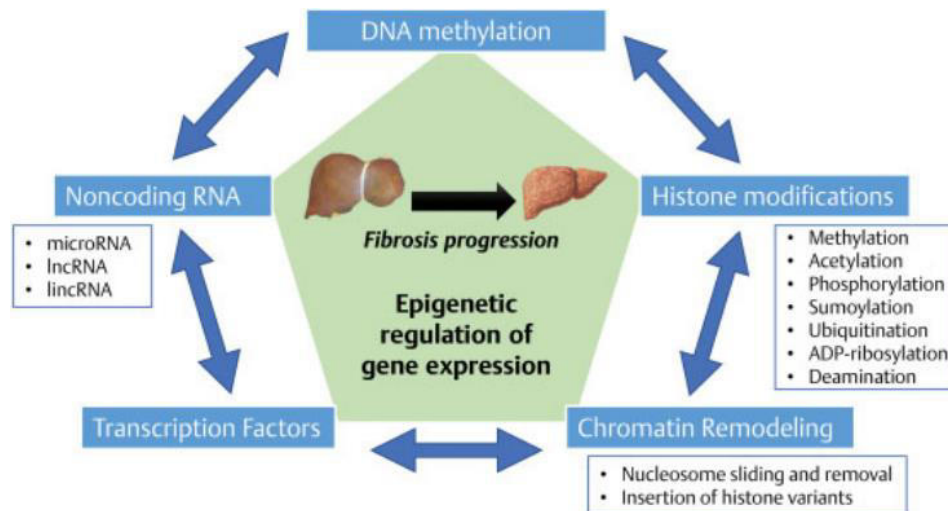 DNA methylation
Noncoding RNA
• microRNA
• lncRNA
• lincRNA
Fibrosis progression
Epigenetic
regulation of
gene expression
Histone modifications
• Methylation
• Acetylation
• Phosphorylation
• Sumoylation
• Ubiquitination
• ADP-ribosylation
• Deamination
Transcription Factors
Chromatin Remodeling
• Nucleosome sliding and removal
• Insertion of histone variants